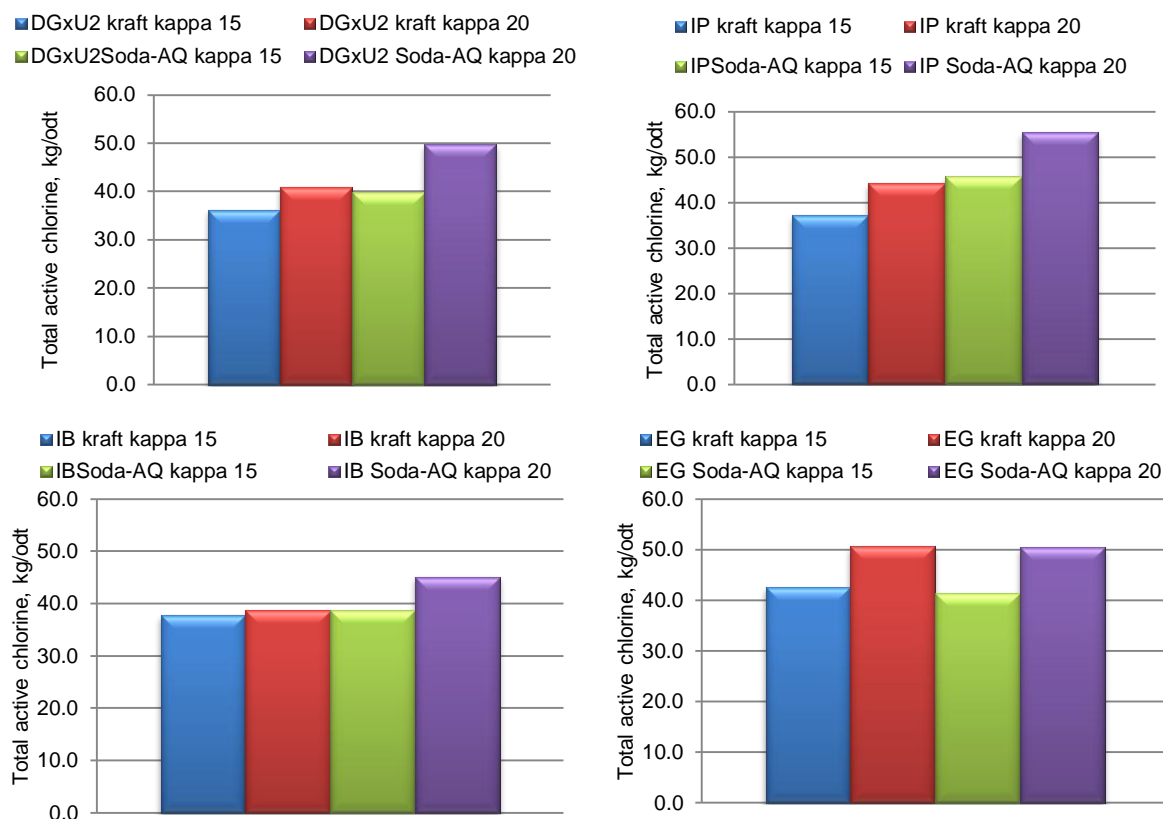 DGxU2 kraft kappa 15 DGxU2 kraft kappa 20
DGxU2Soda-AQ kappa 15 DGxU2 Soda-AQ kappa 20
Total active chlorine, kg/odt
60.0
50.0
40.0
30.0
20.0
10.0
0.0
IP kraft kappa 15 IP kraft kappa 20
IPSoda-AQ kappa 15 IP Soda-AQ kappa 20
Total active chlorine, kg/odt
60.0
50.0
40.0
30.0
20.0
10.0
0.0
IB kraft kappa 15 IB kraft kappa 20
IBSoda-AQ kappa 15 IB Soda-AQ kappa 20
Total active chlorine, kg/odt
60.0
50.0
40.0
30.0
20.0
10.0
0.0
EG kraft kappa 15 EG kraft kappa 20
EG Soda-AQ kappa 15 EG Soda-AQ kappa 20
Total active chlorine, kg/odt
60.0
50.0
40.0
30.0
20.0
10.0
0.0